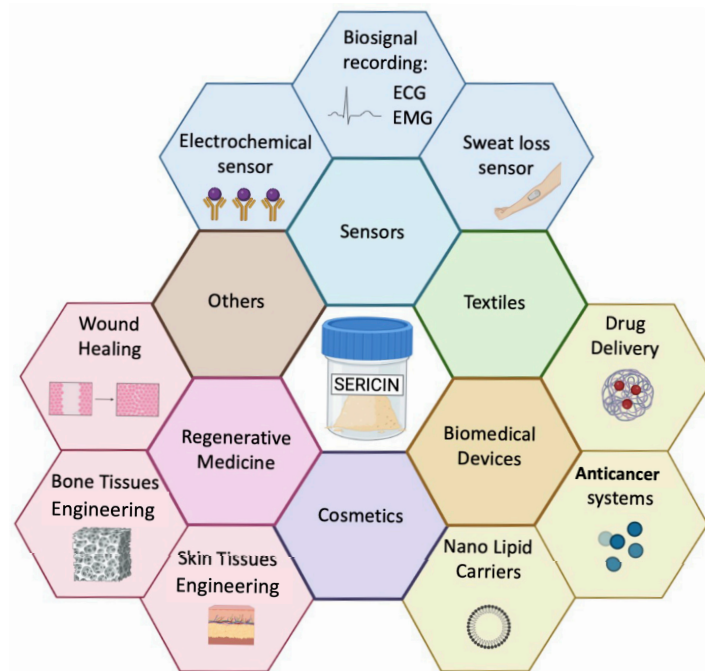 Biosignal
recording:
ECG
EMG
Electrochemical
sensor
Sweat loss
sensor
Sensors
Others
Textiles
Wound
Healing
Drug
Delivery
SERICIN
Regenerative
Medicine
Biomedical
Devices
Bone Tissues
Engineering
Cosmetics
Anticancer
systems
Skin Tissues
Engineering
Nano Lipid
Carriers